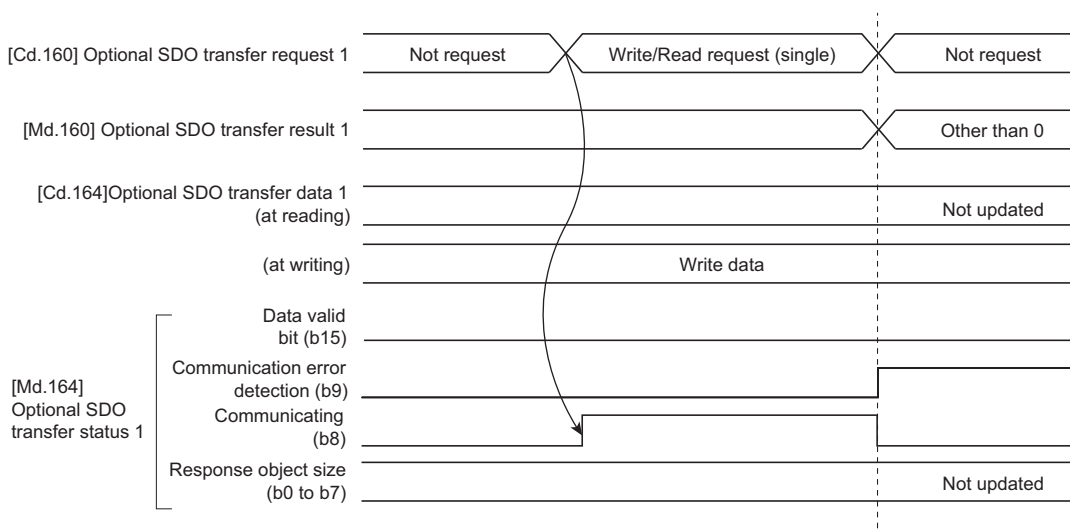 [Cd.160] Optional SDO transfer request 1
Not request
Write/Read request (single)
Not request
[Md.160] Optional SDO transfer result 1
Other than 0
[Cd.164]Optional SDO transfer data 1
(at reading)
Not updated
(at writing)
Write data
[Md.164]
Optional SDO
transfer status 1
Data valid
bit (b15)
Communication error
detection (b9)
Communicating
(b8)
Response object size
(b0 to b7)
Not updated